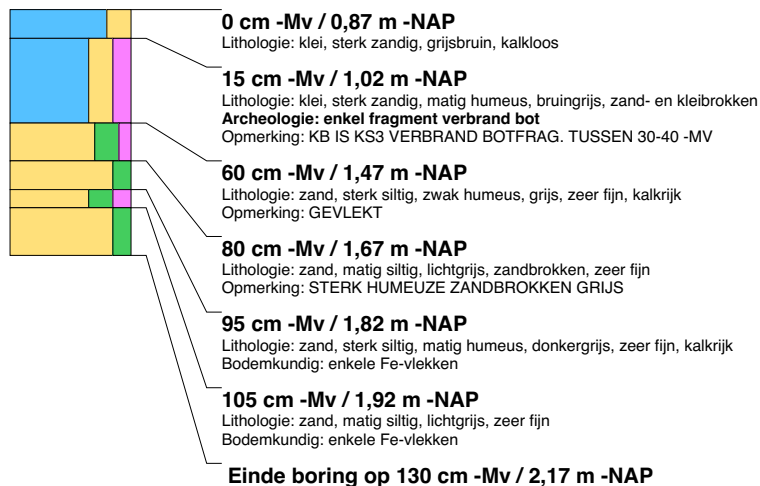 0 cm -Mv / 0,87 m -NAP
Lithologie: klei, sterk zandig, grijsbruin, kalkloos
15 cm -Mv / 1,02 m -NAP
Lithologie: klei, sterk zandig, matig humeus, bruingrijs, zand- en kleibrokken
Archeologie: enkel fragment verbrand bot
Opmerking: KB IS KS3 VERBRAND BOTFRAG. TUSSEN 30-40 -MV
60 cm -Mv / 1,47 m -NAP
Lithologie: zand, sterk siltig, zwak humeus, grijs, zeer fijn, kalkrijk
Opmerking: GEVLEKT
80 cm -Mv / 1,67 m -NAP
Lithologie: zand, matig siltig, lichtgrijs, zandbrokken, zeer fijn
Opmerking: STERK HUMEUZE ZANDBROKKEN GRIJS
95 cm -Mv / 1,82 m -NAP
Lithologie: zand, sterk siltig, matig humeus, donkergrijs, zeer fijn, kalkrijk
Bodemkundig: enkele Fe-vlekken
105 cm -Mv / 1,92 m -NAP
Lithologie: zand, matig siltig, lichtgrijs, zeer fijn
Bodemkundig: enkele Fe-vlekken
Einde boring op 130 cm -Mv / 2,17 m -NAP